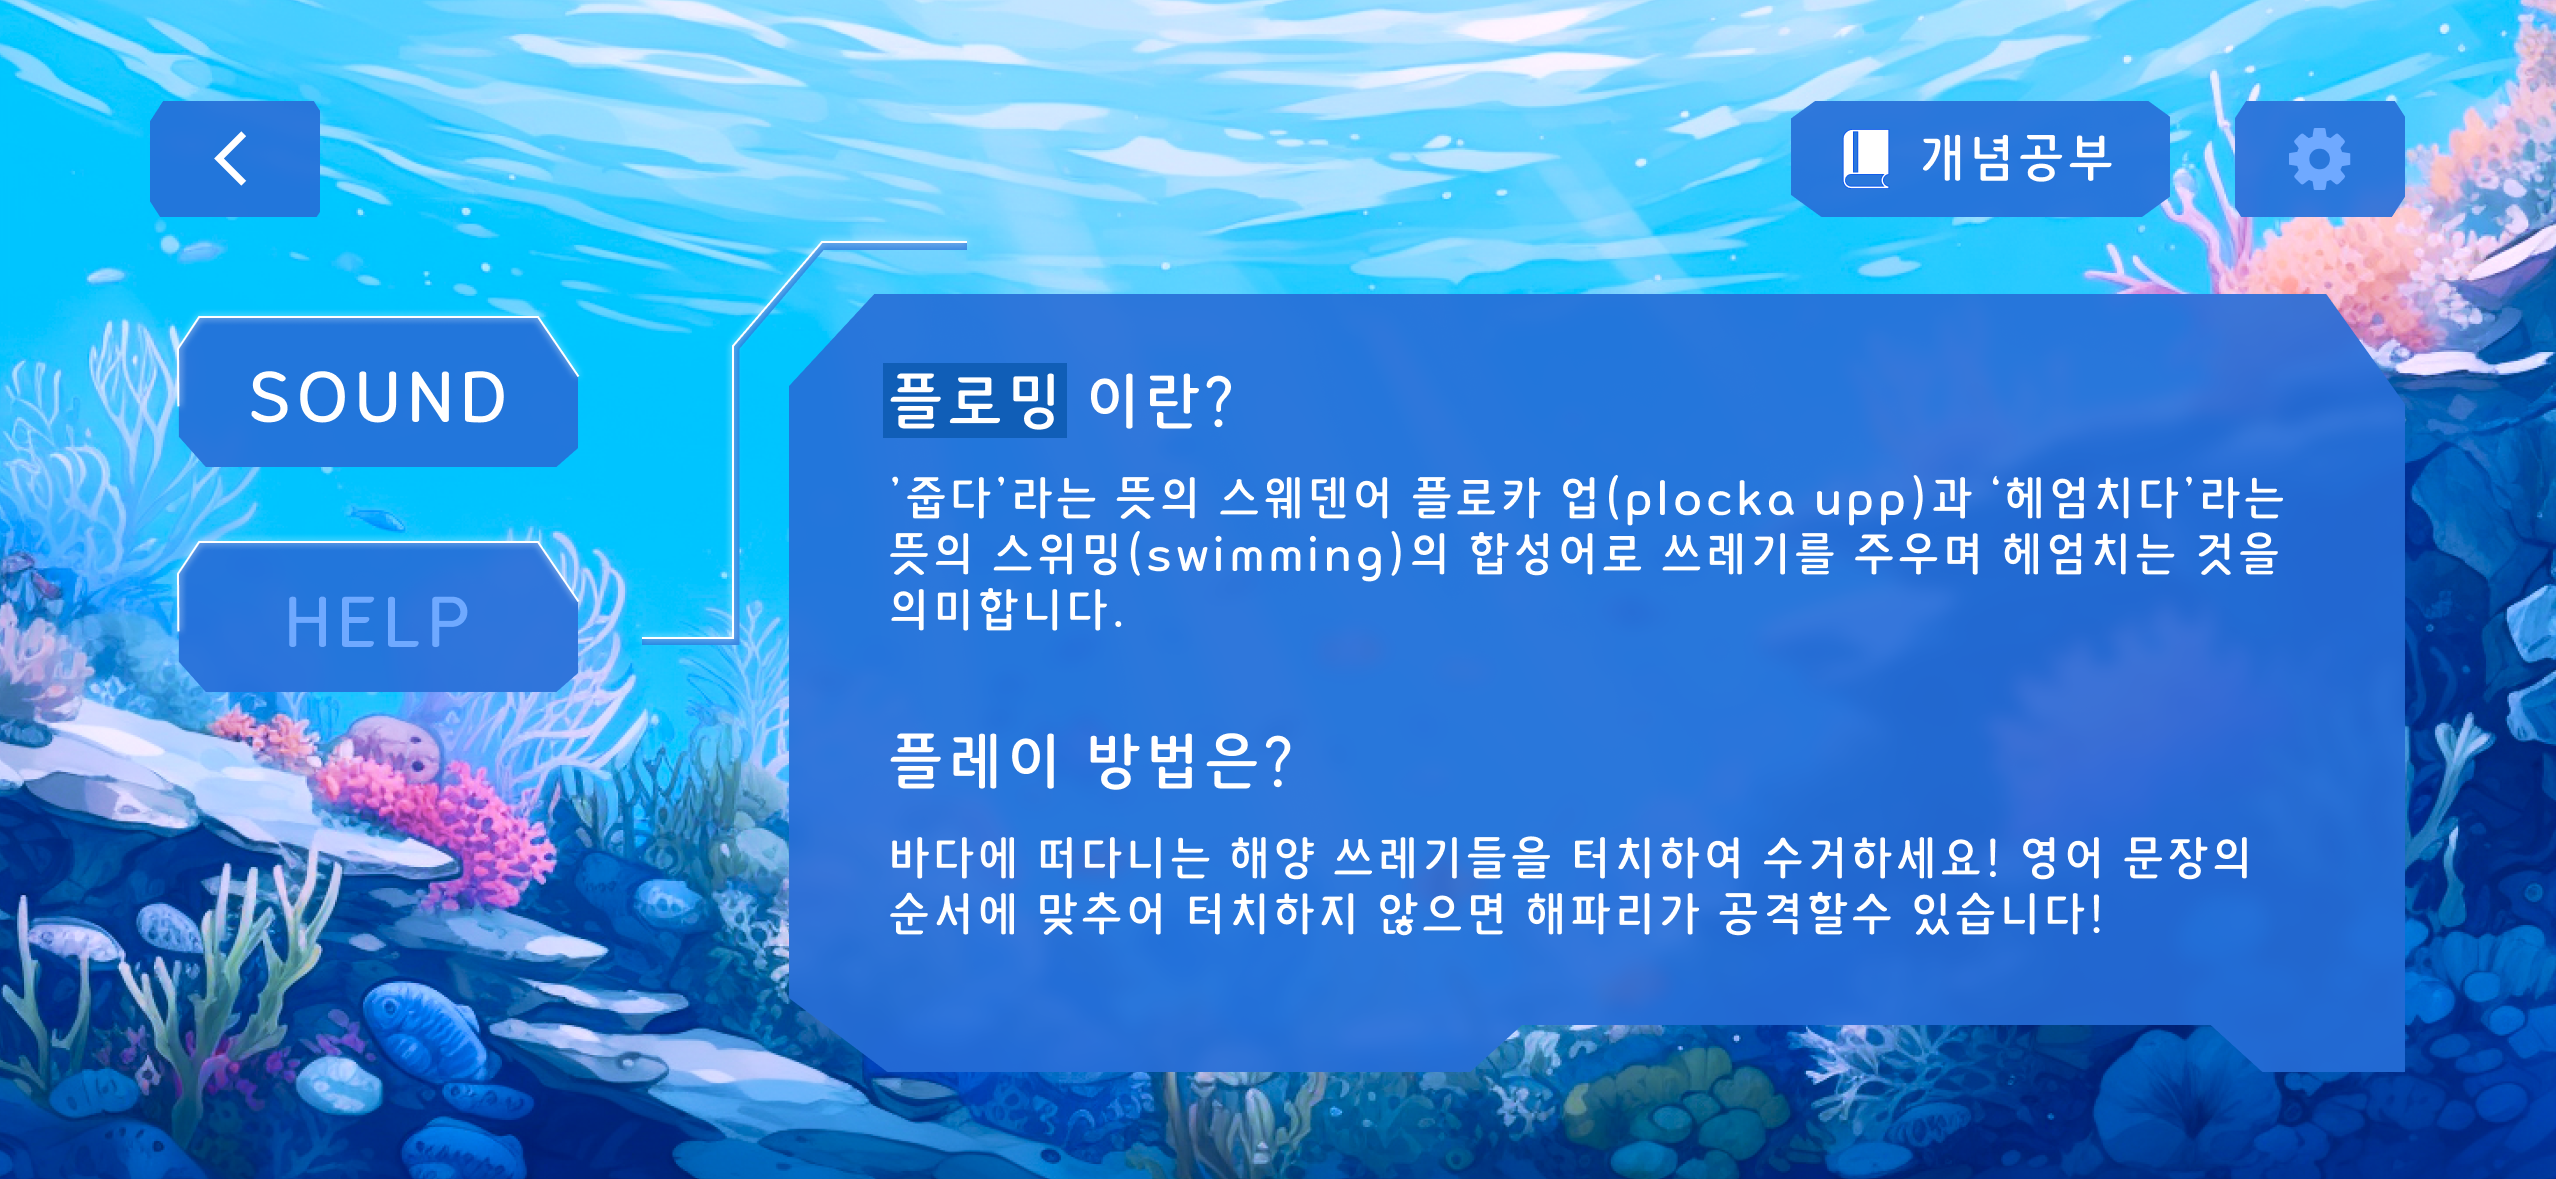 개념공부
SOUND
HELP
플로밍 이란?
'줍다'라는 뜻의 스웨덴어 플로카 업(plocka upp)과 '헤엄치다'라는
뜻의 스위밍(swimming)의 합성어로 쓰레기를 주우며 헤엄치는 것을
의미합니다.
플레이 방법은?
바다에 떠다니는 해양 쓰레기들을 터치하여 수거하세요! 영어 문장의
순서에 맞추어 터치하지 않으면 해파리가 공격할수 있습니다!